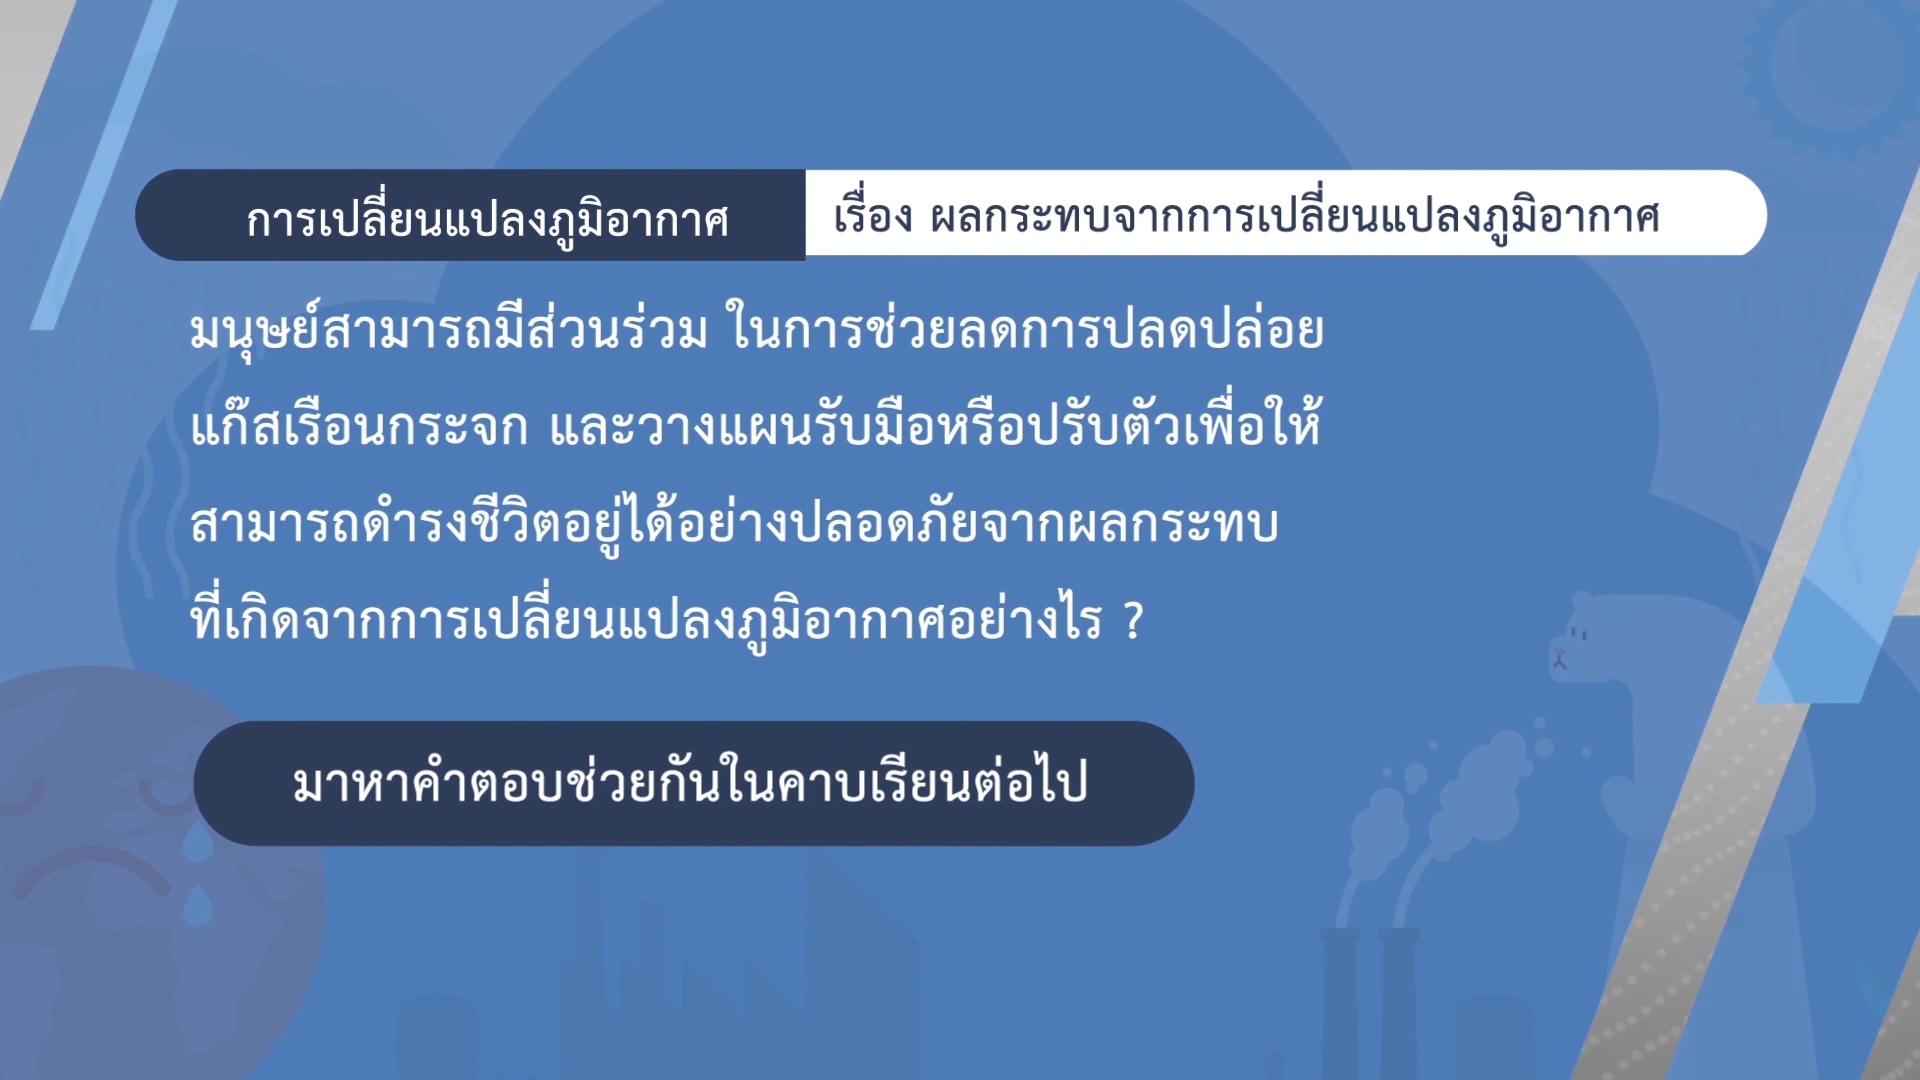 การเปลี่ยนแปลงภูมิอากาศ
เรื่อง ผลกระทบจากการเปลี่ยนแปลงภูมิอากาศ
มนุษย์สามารถมีส่วนร่วม ในการช่วยลดการปลดปล่อย
แก๊สเรือนกระจก และวางแผนรับมือหรือปรับตัวเพื่อให้
สามารถดำรงชีวิตอยู่ได้อย่างปลอดภัยจากผลกระทบ
ที่เกิดจากการเปลี่ยนแปลงภูมิอากาศอย่างไร ?
มาหาคำตอบช่วยกันในคาบเรียนต่อไป